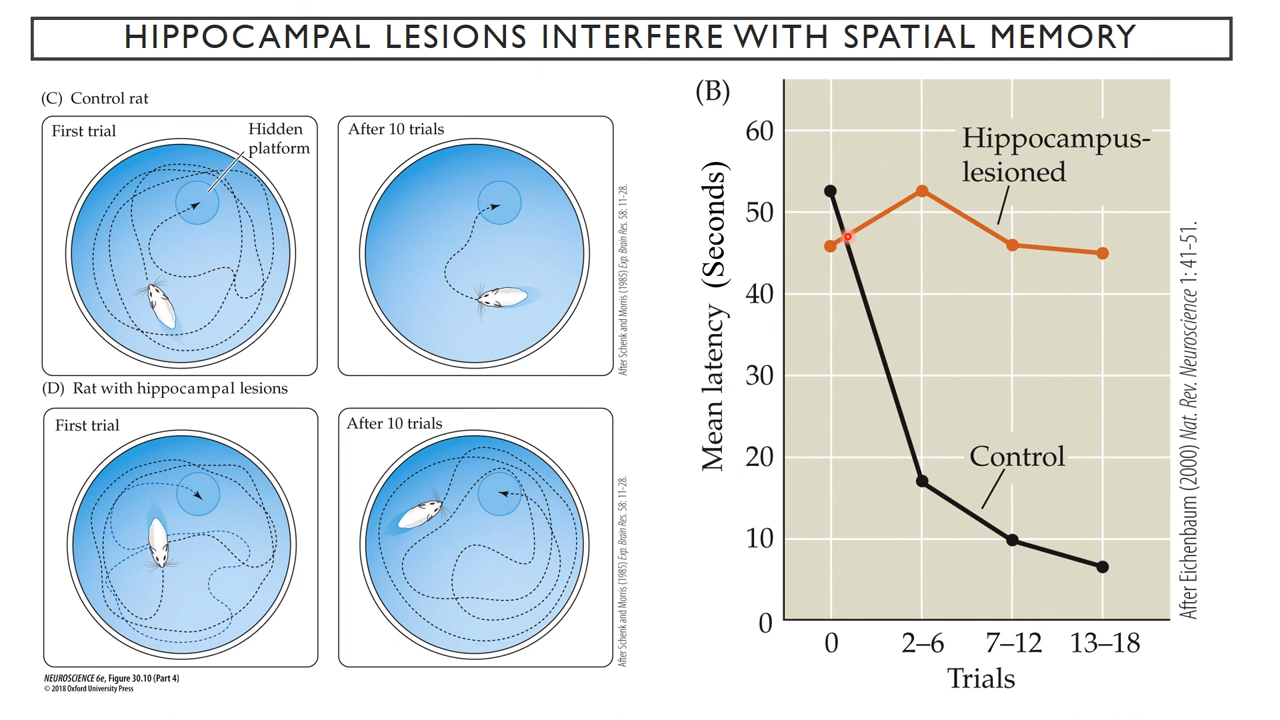 HIPPOCAMPAL LESIONS INTERFERE WITH SPATIAL MEMORY
(C) Control rat
First trial
Hidden
platform
After 10 trials
After Schenk and Morris (1985) Exp. Brain Res. 58: 11-28.
(D) Rat with hippocampal lesions
First trial
After 10 trials
After Schenk and Morris (1985) Exp. Brain Res. 58: 11-28.
NEUROSCIENCE 6e, Figure 30.10 (Part 4)
© 2018 Oxford University Press
(B)
Mean latency (Seconds)
60
50
40
30
20
10
0
Hippocampus-
lesioned
Control
0
2–6
7–12
13–18
Trials
After Eichenbaum (2000) Nat. Rev. Neuroscience 1: 41-51.